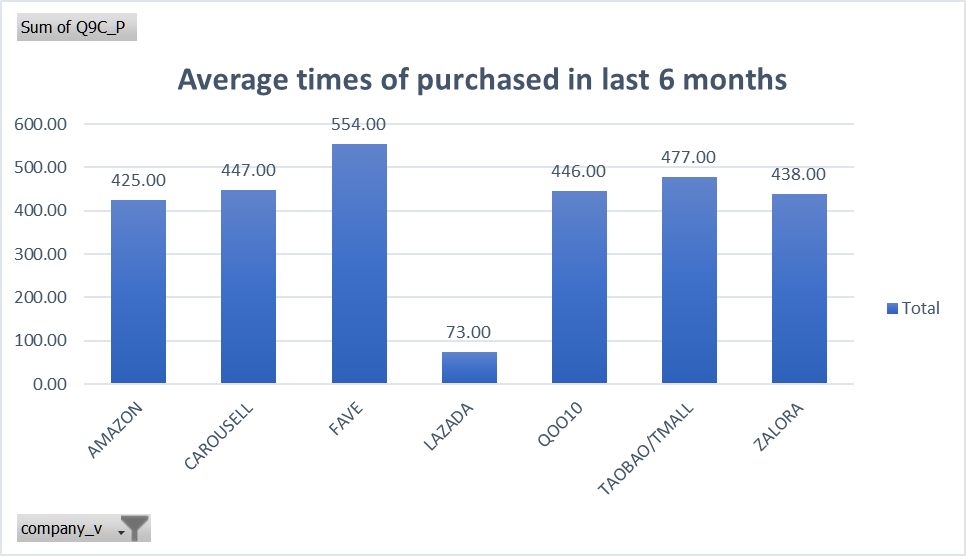 Sum of Q9C_P
Average times of purchased in last 6 months
600.00
500.00
400.00
300.00
200.00
100.00
0.00
425.00
447.00
554.00
73.00
446.00
477.00
438.00
AMAZON
CAROUSELL
FAVE
LAZADA
QOO10
TAOBAO/TMALL
ZALORA
Total
company_v